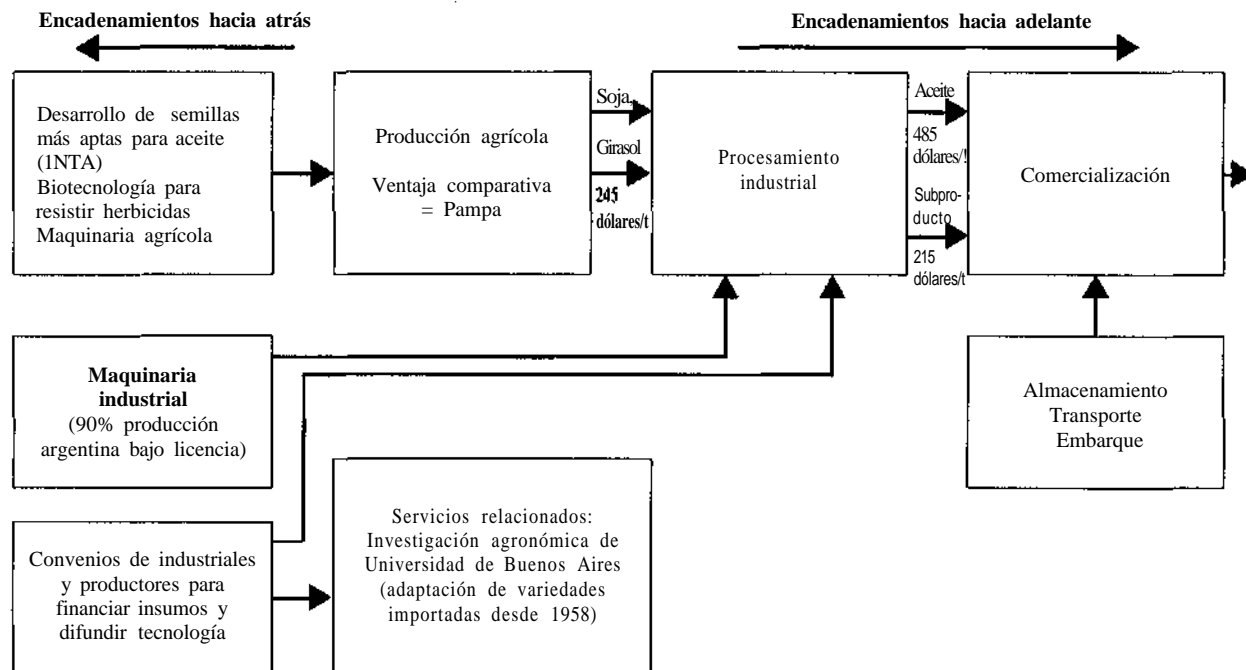 Encadenamientos hacia atrás
Encadenamientos hacia adelante
Desarrollo de semillas
más aptas para aceite
(1NTA)
Biotecnología para
resistir herbicidas
Maquinaria agrícola
Producción agrícola
Ventaja comparativa
= Pampa
Soja,
Girasol
245
dólares/t
Procesamiento
industrial
Aceite
485
dólares/!
Subpro-
ducto
215
dólares/t
Comercialización
Maquinaria
industrial
(90% producción
argentina bajo licencia)
Almacenamiento
Transporte
Embarque
Convenios de industriales
y productores para
financiar insumos y
difundir tecnología
Servicios relacionados:
Investigación agronómica de
Universidad de Buenos Aires
(adaptación de variedades
importadas desde 1958)